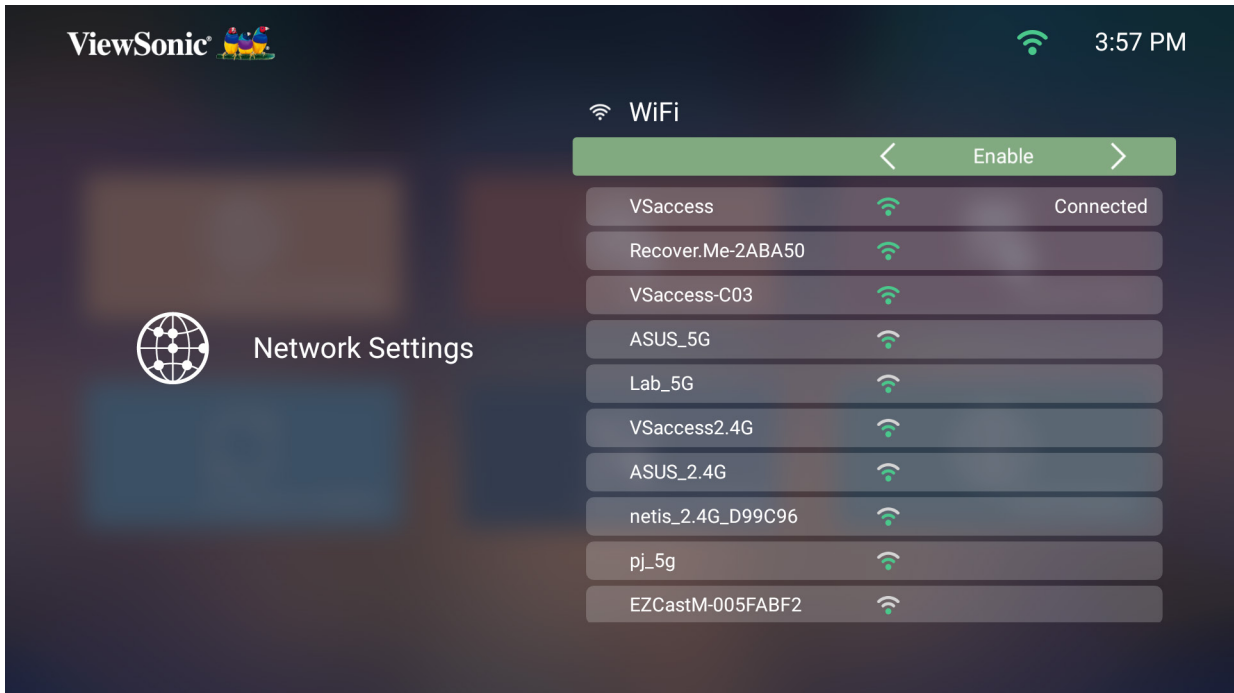 ViewSonic®
3:57 PM
WiFi
Enable
VSaccess Connected
Recover.Me-2ABA50
VSaccess-C03
ASUS_5G
Network Settings
Lab_5G
VSaccess2.4G
ASUS_2.4G
netis_2.4G_D99C96
pj_5g
EZCastM-005FABF2